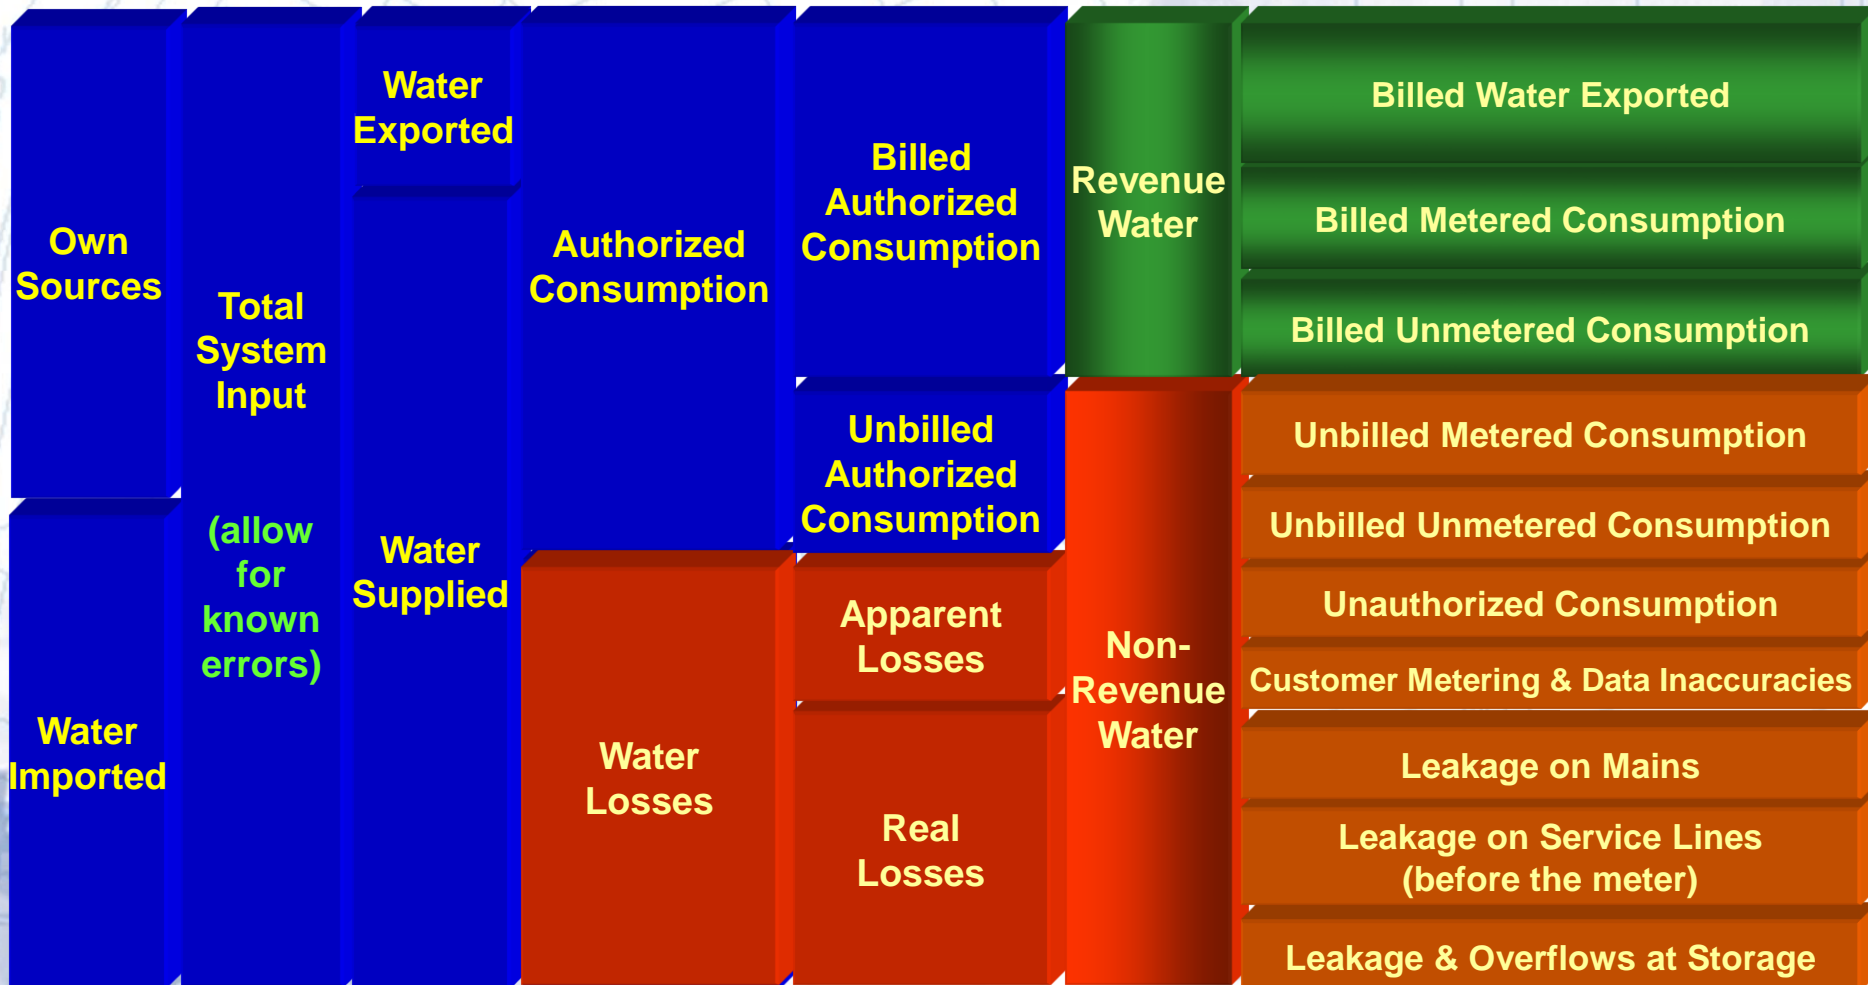 Own
Sources
Water
Imported
Total
System
Input
(allow
for
known
errors)
Water
Exported
Water
Supplied
Authorized
Consumption
Water
Losses
Billed
Authorized
Consumption
Unbilled
Authorized
Consumption
Apparent
Losses
Real
Losses
Revenue
Water
Non-
Revenue
Water
Billed Water Exported
Billed Metered Consumption
Billed Unmetered Consumption
Unbilled Metered Consumption
Unbilled Unmetered Consumption
Unauthorized Consumption
Customer Metering & Data Inaccuracies
Leakage on Mains
Leakage on Service Lines
(before the meter)
Leakage & Overflows at Storage